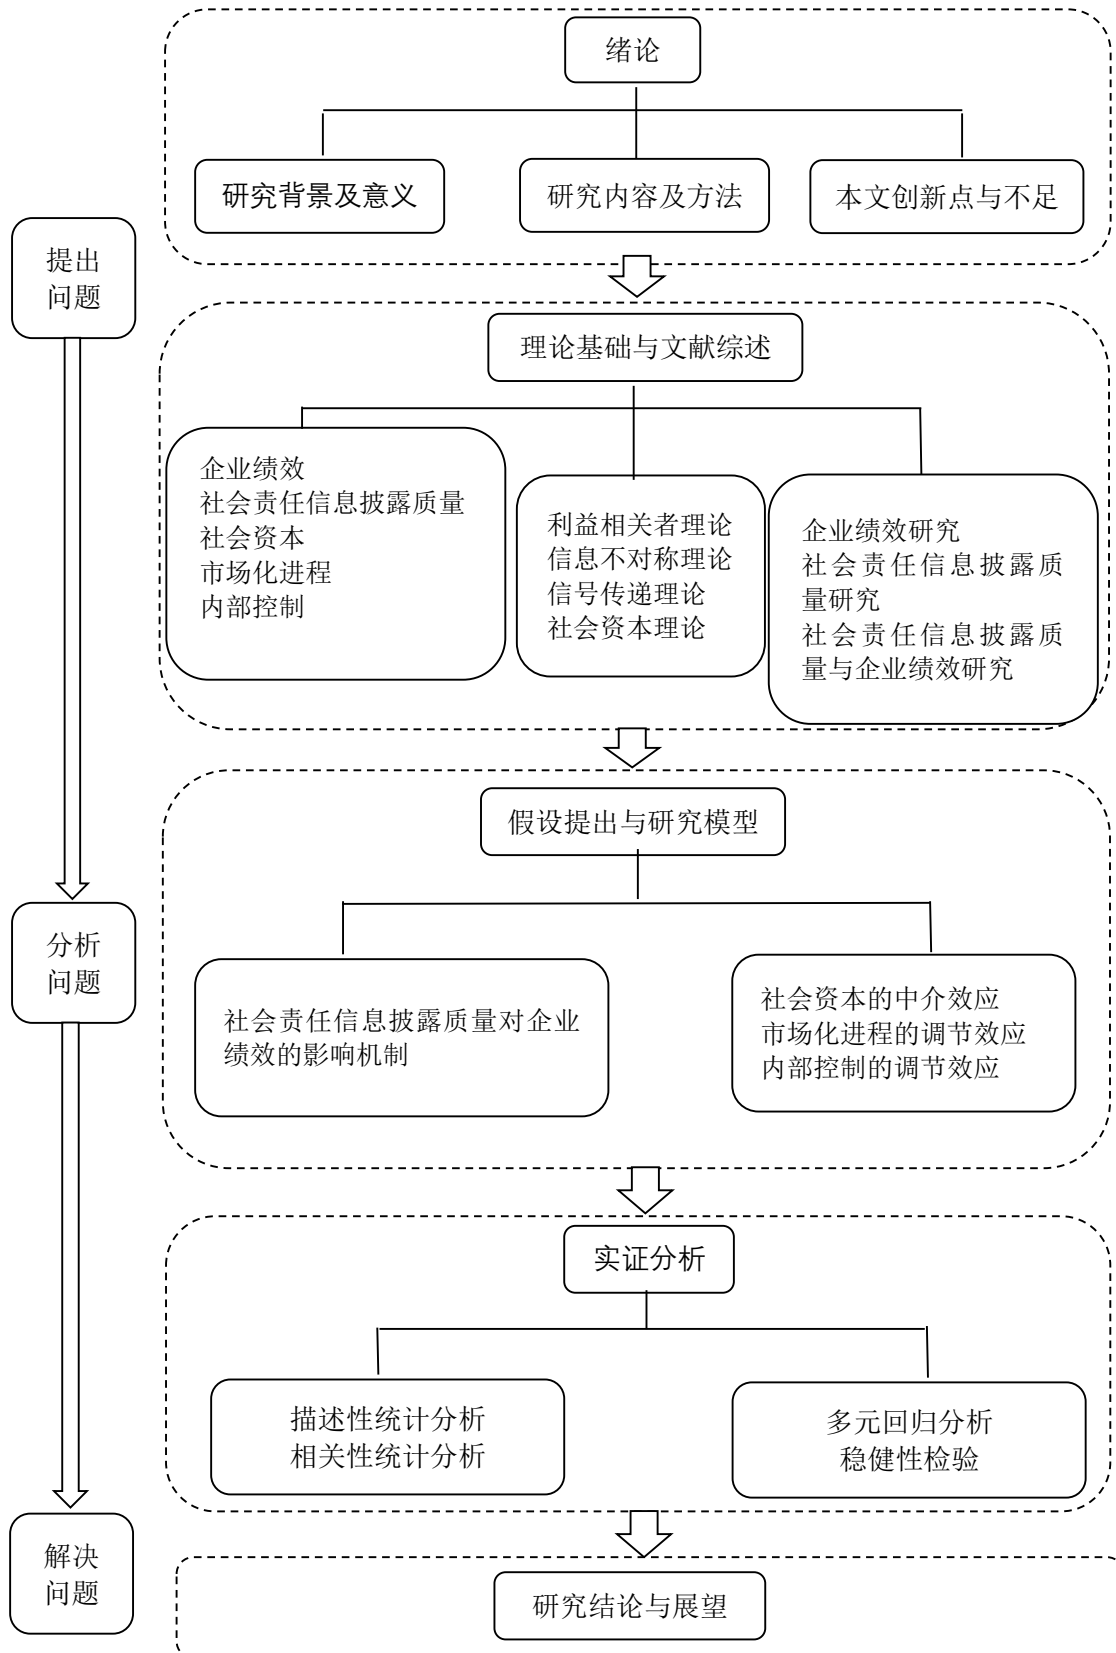 绪论
研究背景及意义
研究内容及方法
本文创新点与不足
提出
问题
理论基础与文献综述
企业绩效
社会责任信息披露质量
社会资本
市场化进程
内部控制
利益相关者理论
信息不对称理论
信号传递理论
社会资本理论
企业绩效研究
社会责任信息披露质
量研究
社会责任信息披露质
量与企业绩效研究
假设提出与研究模型
分析
问题
社会责任信息披露质量对企业
绩效的影响机制
社会资本的中介效应
市场化进程的调节效应
内部控制的调节效应
实证分析
描述性统计分析
相关性统计分析
多元回归分析
稳健性检验
解决
问题
研究结论与展望